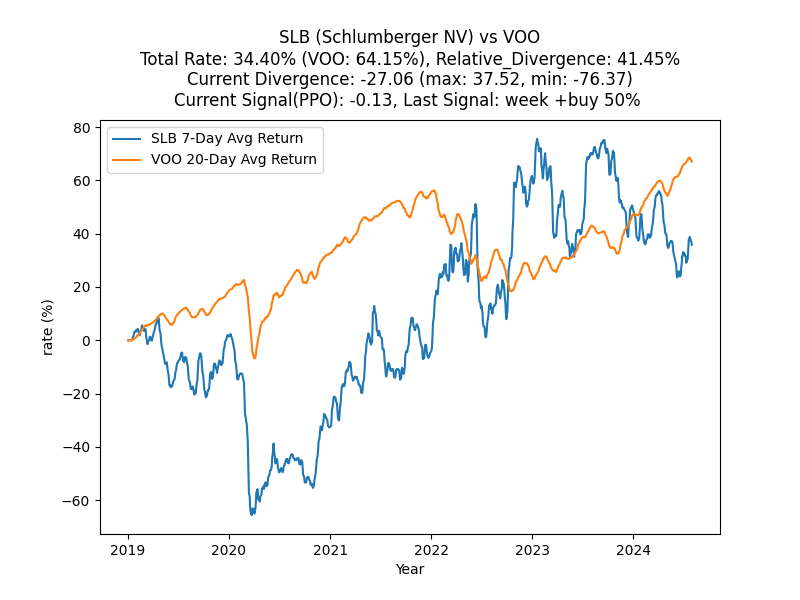 SLB (Schlumberger NV) vs VOO
Total Rate: 34.40% (VOO: 64.15%), Relative_Divergence: 41.45%
Current Divergence: -27.06 (max: 37.52, min: -76.37)
Current Signal(PPO): -0.13, Last Signal: week +buy 50%
SLB 7-Day Avg Return
VOO 20-Day Avg Return
rate (%)
80
60
40
20
0
−20
−40
−60
2019
2020
2021
2022
2023
2024
Year